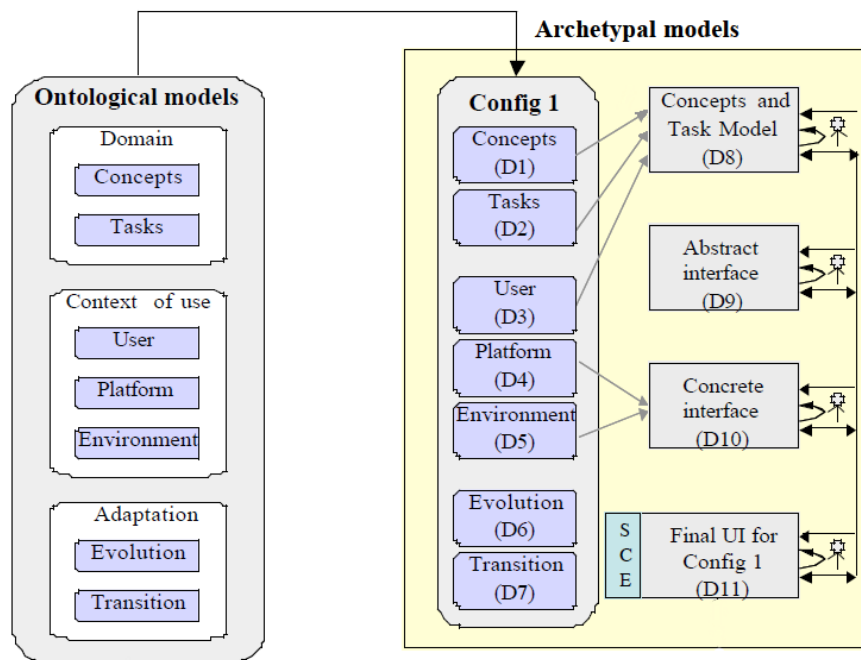 Archetypal models
Ontological models
Domain
Concepts
Tasks
Context of use
User
Platform
Environment
Adaptation
Evolution
Transition
Config 1
Concepts
(D1)
Tasks
(D2)
User
(D3)
Platform
(D4)
Environment
(D5)
Evolution
(D6)
Transition
(D7)
Concepts and
Task Model
(D8)
Abstract
interface
(D9)
Concrete
interface
(D10)
S
C
E
Final UI for
Config 1
(D11)